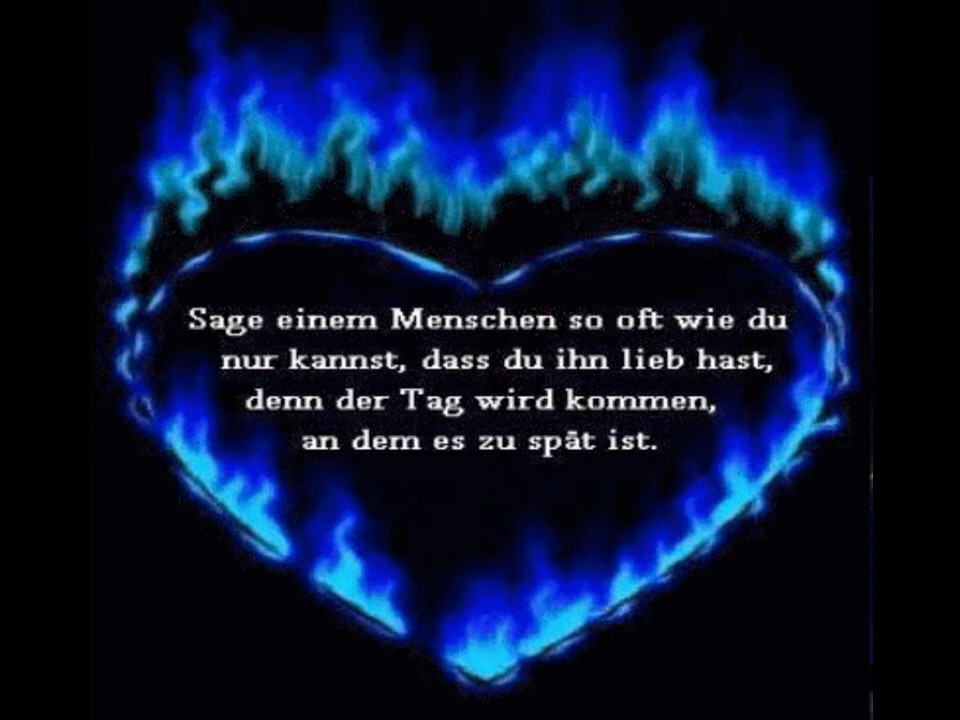 Sage einem Menschen so oft wie du
nur kannst, dass du ihn lieb hast,
denn der Tag wird kommen,
an dem es zu spät ist.